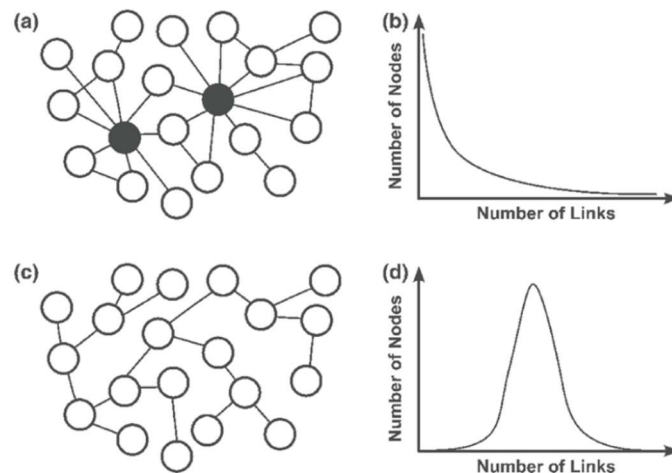 (a)
(b)
Number of Nodes
Number of Links
(c)
(d)
Number of Nodes
Number of Links